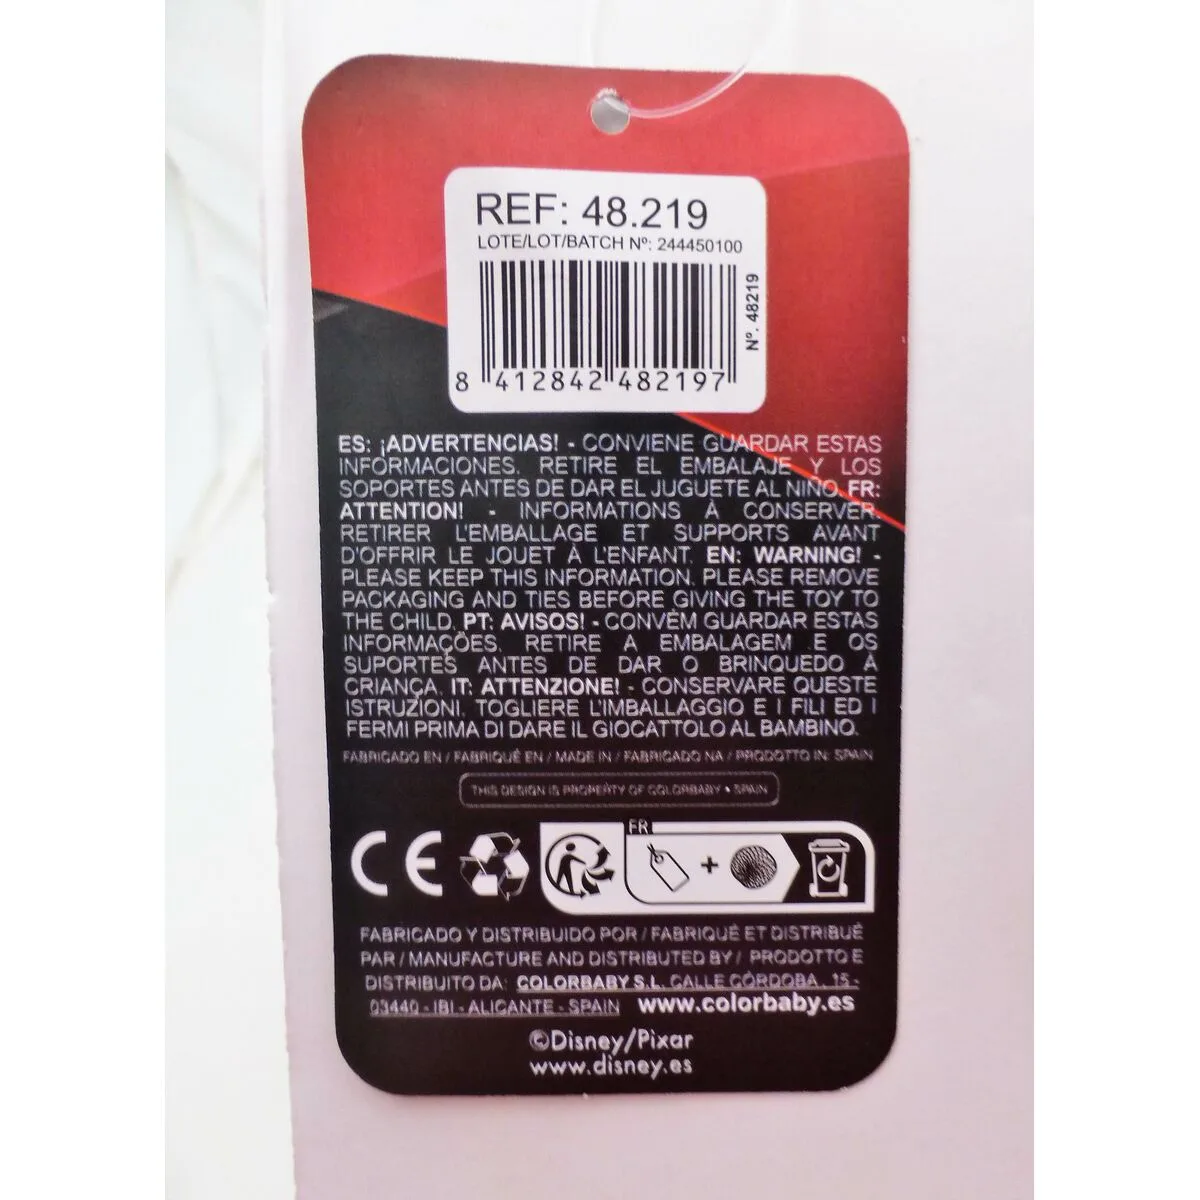 REF: 48.219
LOTE/LOT/BATCH Nº: 244450100
Nº. 48219
8 412842 482197
ES: ¡ADVERTENCIAS! - CONVIENE GUARDAR ESTAS
INFORMACIONES. RETIRE EL EMBALAJE Y LOS
SOPORTES ANTES DE DAR EL JUGUETE AL NIÑO. FR:
ATTENTION! - INFORMATIONS À CONSERVER.
RETIRER L'EMBALLAGE ET SUPPORTS AVANT
D'OFFRIR LE JOUET À L'ENFANT. EN: WARNING! -
PLEASE KEEP THIS INFORMATION. PLEASE REMOVE
PACKAGING AND TIES BEFORE GIVING THE TOY TO
THE CHILD. PT: AVISOS! - CONVÉM GUARDAR ESTAS
INFORMAÇÕES. RETIRE A EMBALAGEM E OS
SUPORTES ANTES DE DAR O BRINQUEDO À
CRIANÇA. IT: ATTENZIONE! - CONSERVARE QUESTE
ISTRUZIONI. TOGLIERE L'IMBALLAGGIO E I FILI ED I
FERMI PRIMA DI DARE IL GIOCATTOLO AL BAMBINO.
FABRICADO EN / FABRIQUÉ EN / MADE IN / FABRICADO NA / PRODOTTO IN: SPAIN
THIS DESIGN IS PROPERTY OF COLORBABY • SPAIN
CE
FR
+
FABRICADO Y DISTRIBUIDO POR / FABRIQUÉ ET DISTRIBUÉ
PAR / MANUFACTURE AND DISTRIBUTED BY / PRODOTTO E
DISTRIBUITO DA: COLORBABY S.L. CALLE CÓRDOBA, 15 -
03440 - IBI - ALICANTE - SPAIN www.colorbaby.es
©Disney/Pixar
www.disney.es